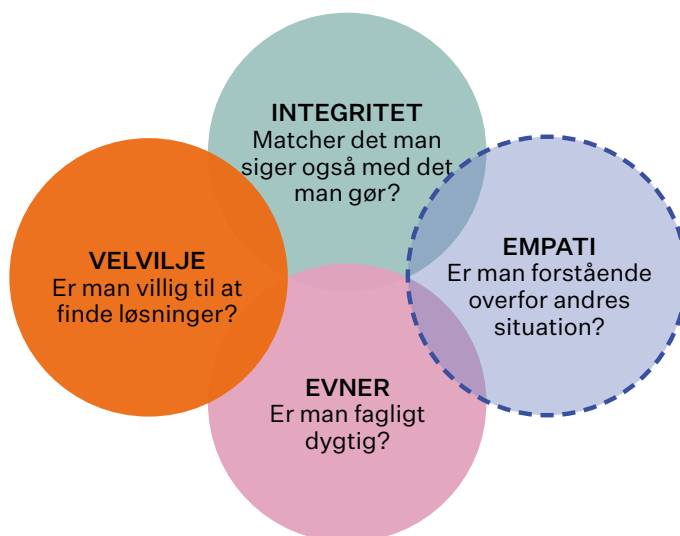 INTEGRITET
Matcher det man
siger også med det
man gør?
VELVILJE
Er man villig til at
finde løsninger?
EMPATI
Er man forstående
overfor andres
situation?
EVNER
Er man fagligt
dygtig?